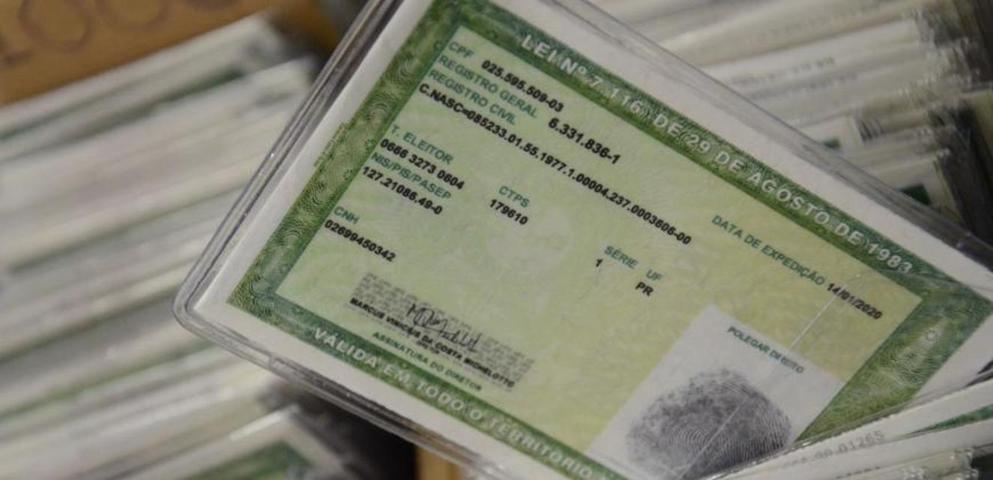 LEI Nº 7.116, DE 29 DE AGOSTO DE 1983
CPF 025.595.509-03
REGISTRO GERAL 6.331.836-1
REGISTRO CIVIL
C.NASC=085233.01.55.1977.1.00004.237.0003606-00
DATA DE EXPEDIÇÃO 14/01/2020
T. ELEITOR
0666 3273 0604
CTPS
179610
SÉRIE
1
UF
PR
NIS/PIS/PASEP
127.21086.49-0
CNH
02699450342
MARCUS VINICIUS DA COSTA MICHELOTTO
ASSINATURA DO DIRETOR
POLEGAR DIREITO
VÁLIDA EM TODO O TERRITÓRIO